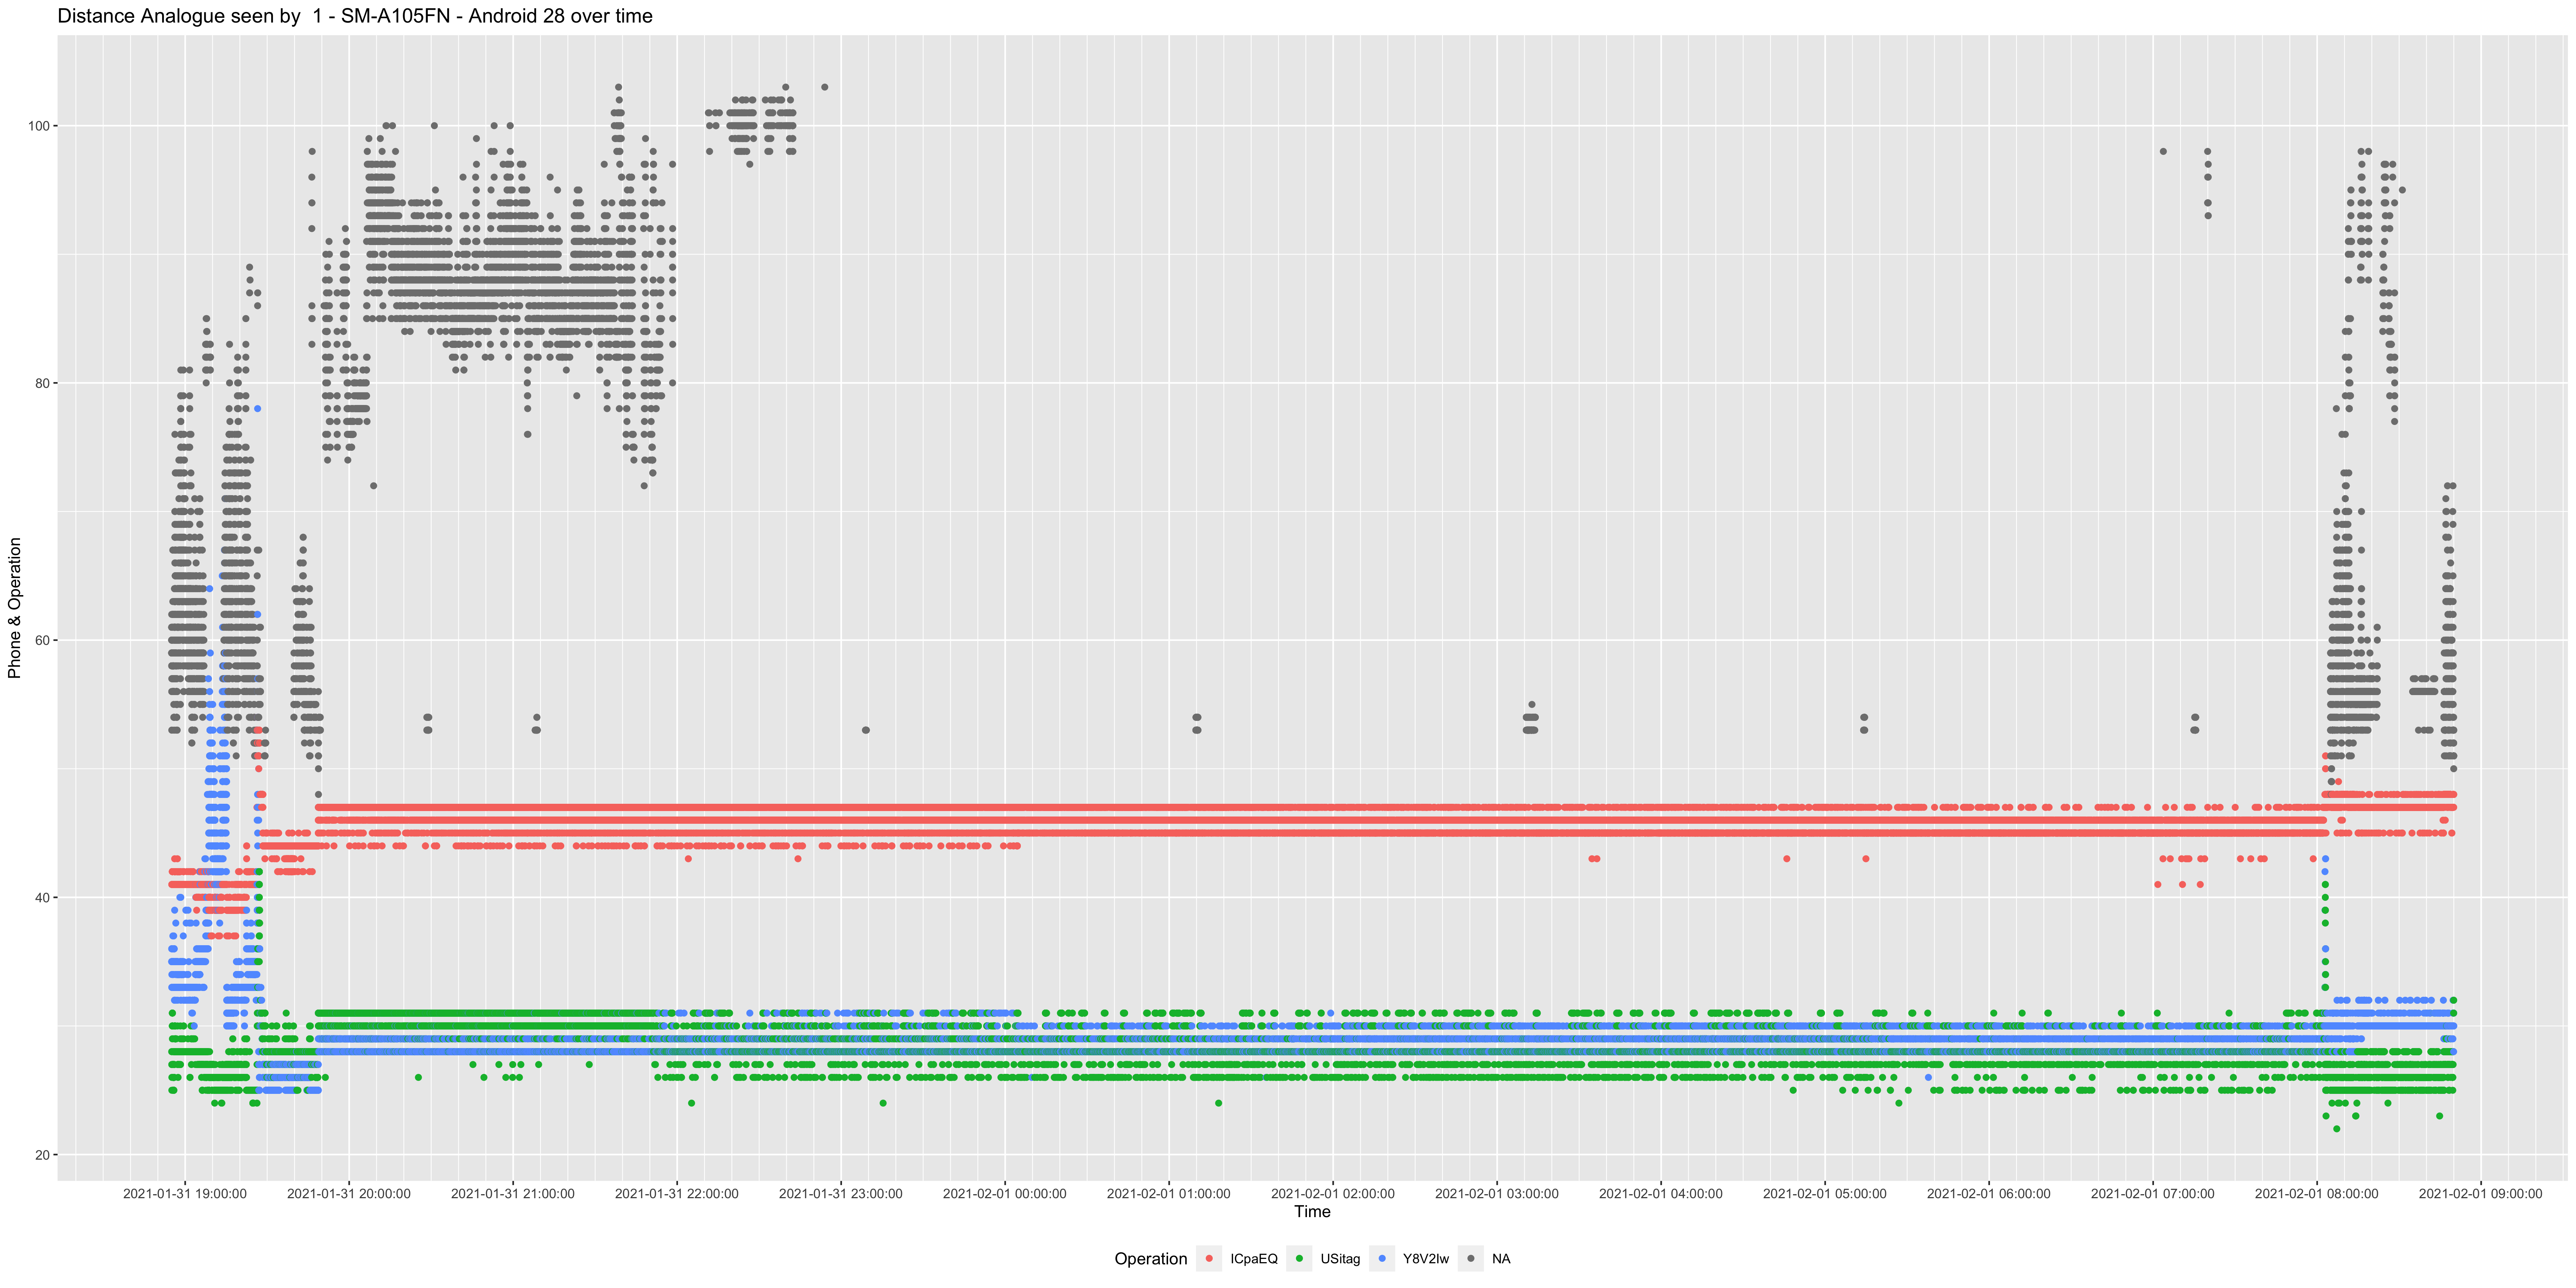 Distance Analogue seen by  1 - SM-A105FN - Android 28 over time
Phone & Operation
100
80
60
40
20
2021-01-31 19:00:00 2021-01-31 20:00:00 2021-01-31 21:00:00 2021-01-31 22:00:00 2021-01-31 23:00:00 2021-02-01 00:00:00 2021-02-01 01:00:00 2021-02-01 02:00:00 2021-02-01 03:00:00 2021-02-01 04:00:00 2021-02-01 05:00:00 2021-02-01 06:00:00 2021-02-01 07:00:00 2021-02-01 08:00:00 2021-02-01 09:00:00
Time
Operation ICpaEQ USitag Y8V2Iw NA